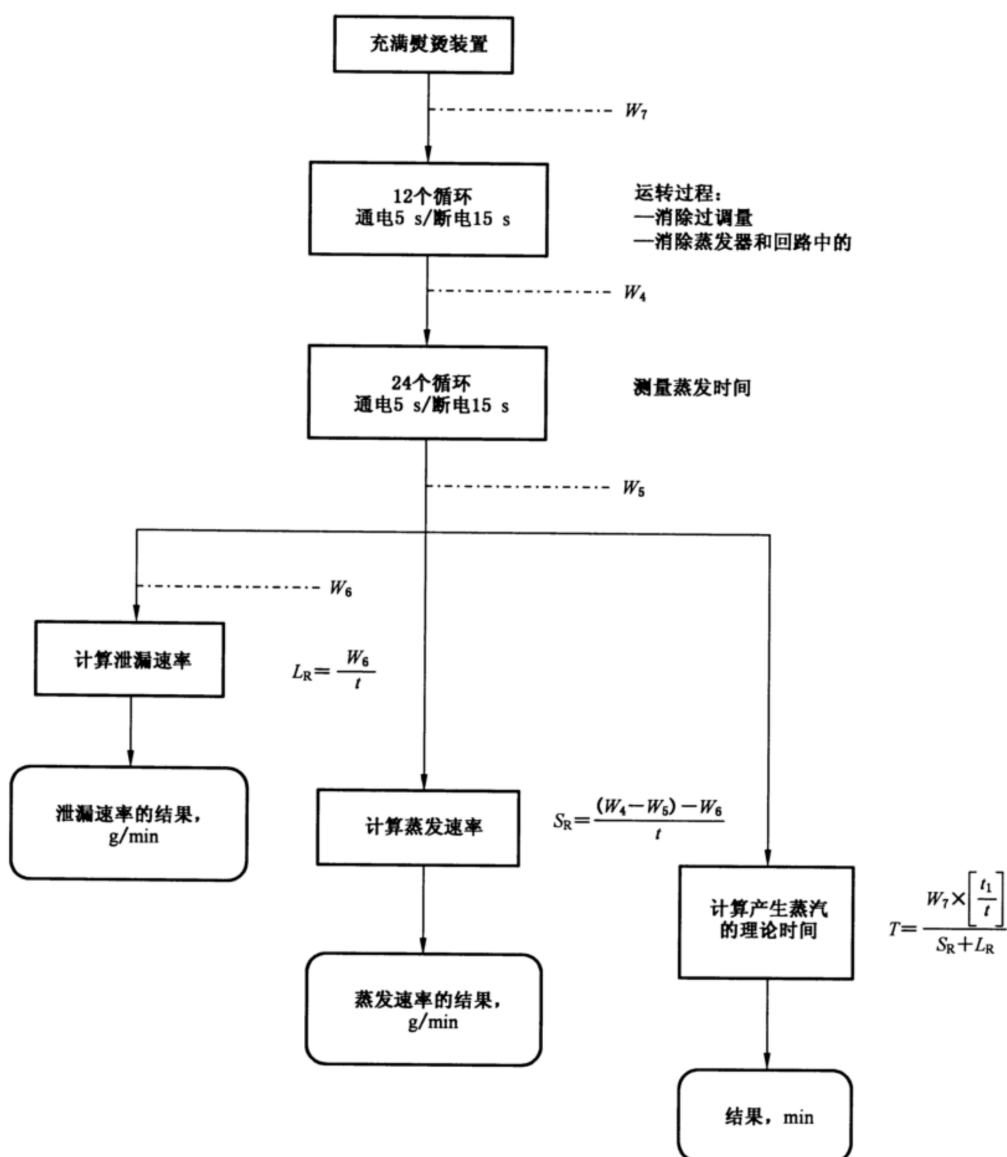 充满熨烫装置
W₇
12个循环
通电5 s/断电15 s
运转过程：
—消除过调量
—消除蒸发器和回路中的
W₄
24个循环
通电5 s/断电15 s
测量蒸发时间
W₅
W₆
计算泄漏速率
L_R = W₆ / t
泄漏速率的结果，
g/min
计算蒸发速率
S_R = ((W₄−W₅)−W₆) / t
蒸发速率的结果，
g/min
计算产生蒸汽
的理论时间
T = (W₇×[t₁/t]) / (S_R+L_R)
结果，min